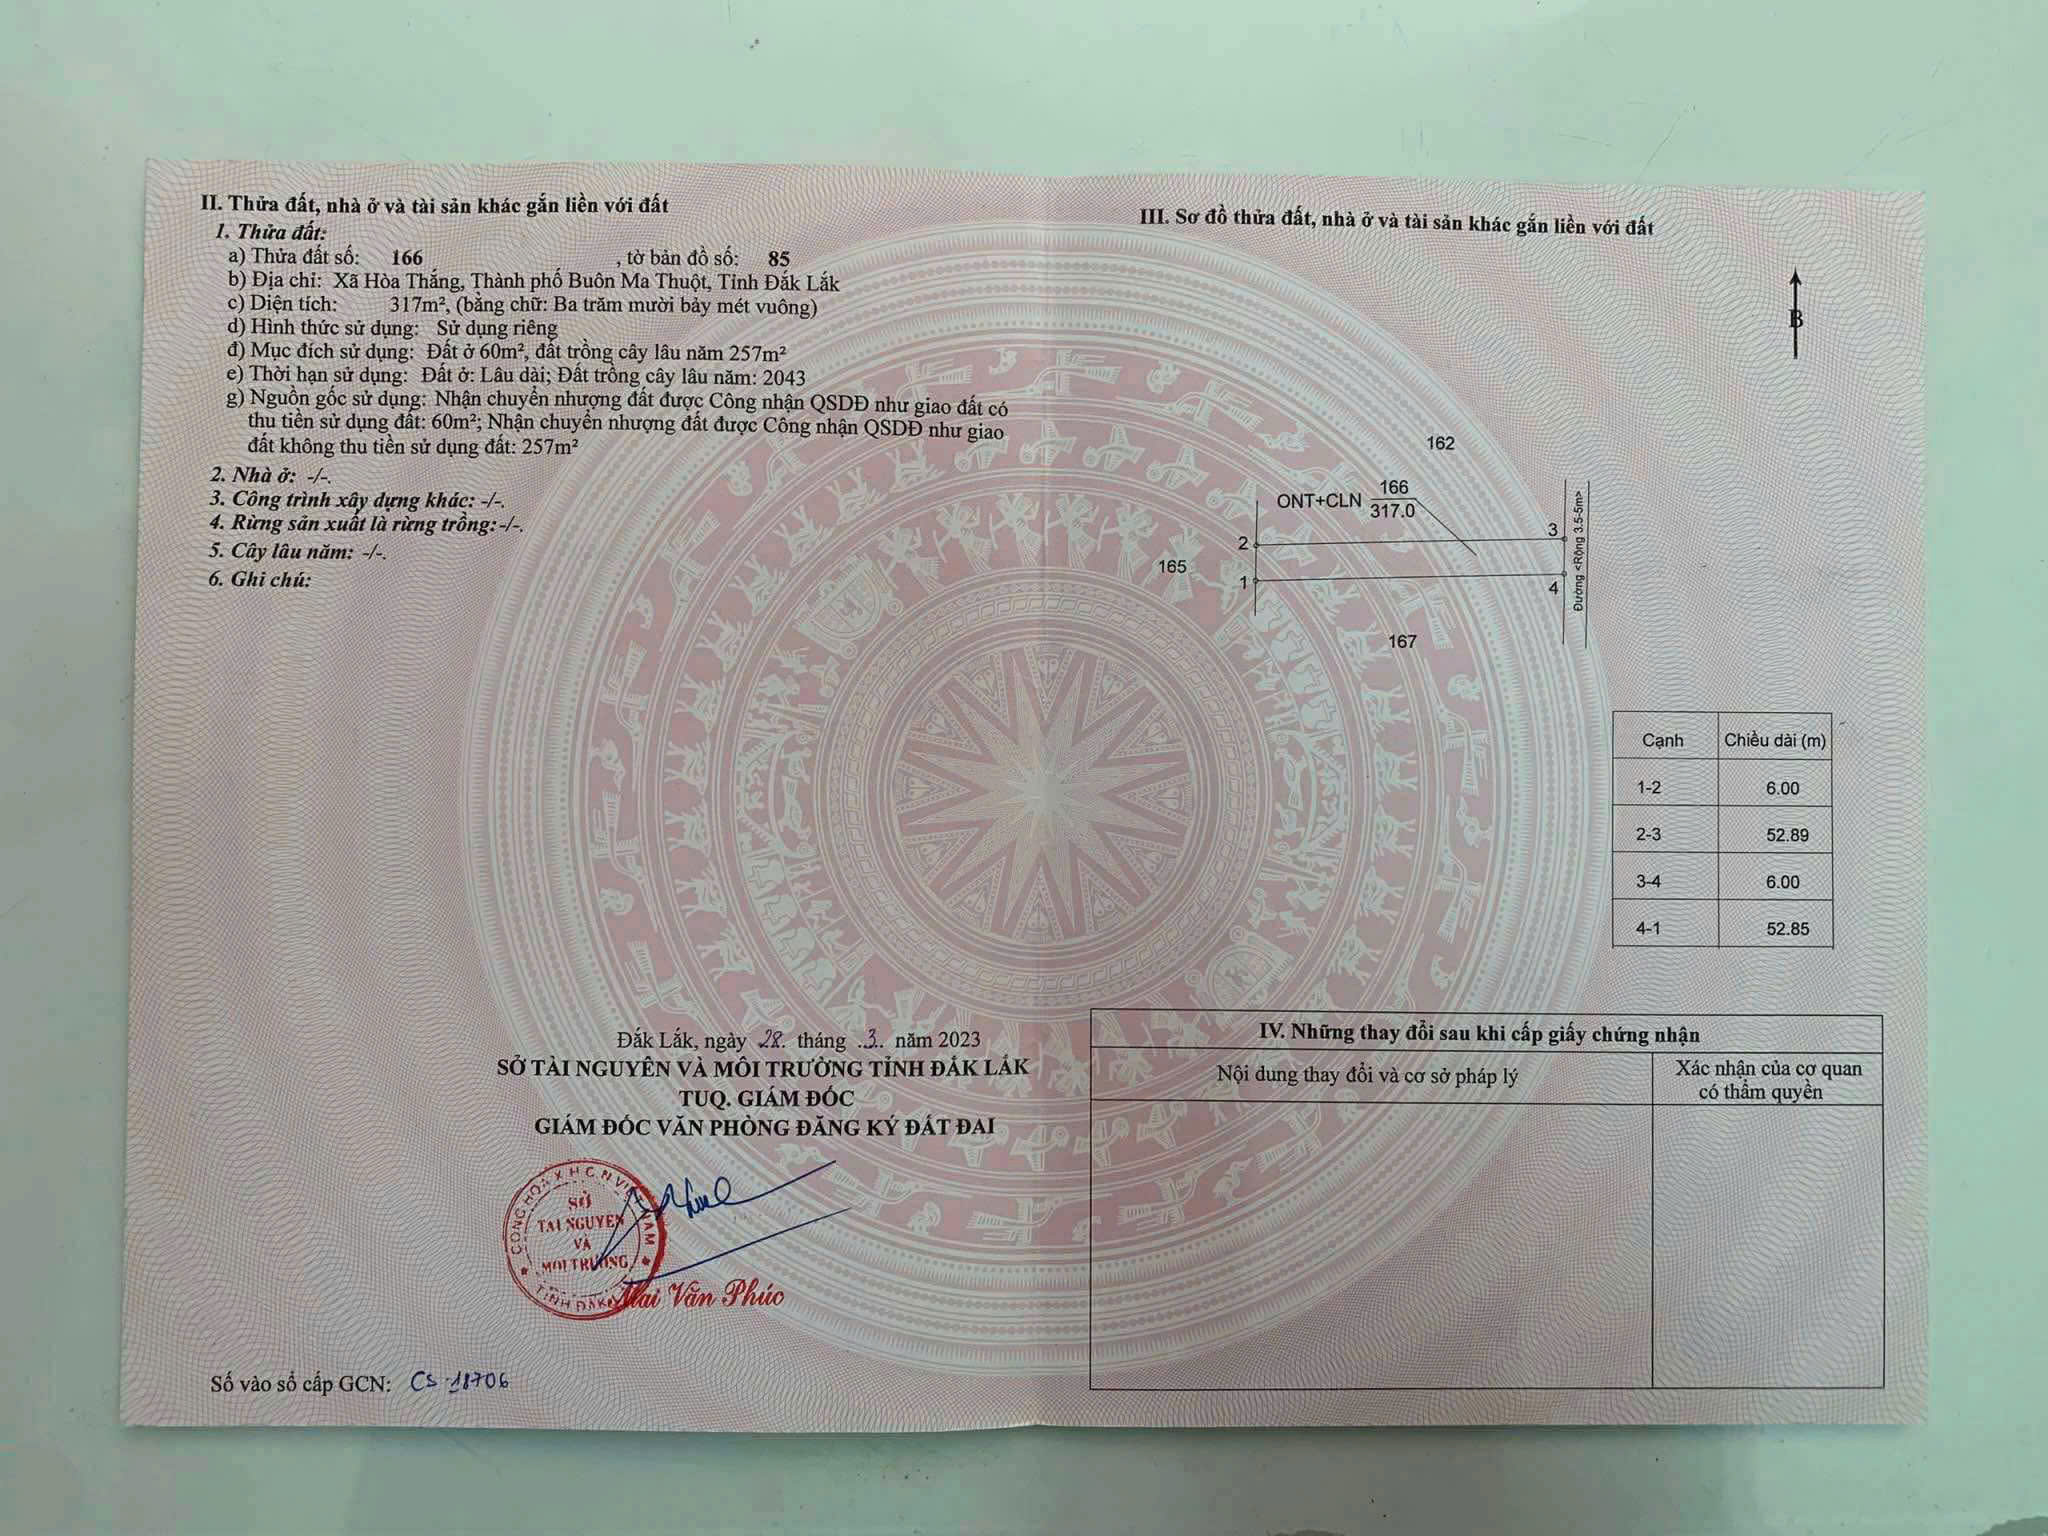 II. Thửa đất, nhà ở và tài sản khác gắn liền với đất
1. Thửa đất:
a) Thửa đất số: 166 , tờ bản đồ số: 85
b) Địa chỉ: Xã Hòa Thắng, Thành phố Buôn Ma Thuột, Tỉnh Đắk Lắk
c) Diện tích: 317m², (bằng chữ: Ba trăm mười bảy mét vuông)
d) Hình thức sử dụng: Sử dụng riêng
đ) Mục đích sử dụng: Đất ở 60m², đất trồng cây lâu năm 257m²
e) Thời hạn sử dụng: Đất ở: Lâu dài; Đất trồng cây lâu năm: 2043
g) Nguồn gốc sử dụng: Nhận chuyển nhượng đất được Công nhận QSDĐ như giao đất có
thu tiền sử dụng đất: 60m²; Nhận chuyển nhượng đất được Công nhận QSDĐ như giao
đất không thu tiền sử dụng đất: 257m²
2. Nhà ở: -/-.
3. Công trình xây dựng khác: -/-.
4. Rừng sản xuất là rừng trồng:-/-.
5. Cây lâu năm: -/-.
6. Ghi chú:
Đắk Lắk, ngày 28. tháng .3.. năm 2023
SỞ TÀI NGUYÊN VÀ MÔI TRƯỜNG TỈNH ĐẮK LẮK
TUQ. GIÁM ĐỐC
GIÁM ĐỐC VĂN PHÒNG ĐĂNG KÝ ĐẤT ĐAI
CỘNG HÒA X.H.C.N VIỆT NAM
SỞ
TÀI NGUYÊN
VÀ
MÔI TRƯỜNG
TỈNH ĐẮK
Mai Văn Phúc
Số vào sổ cấp GCN: CS 18706
III. Sơ đồ thửa đất, nhà ở và tài sản khác gắn liền với đất
B
162
ONT+CLN 166
317.0
2
3
165
1
4
Đường <Rộng 3.5-5m>
167
Cạnh Chiều dài (m)
1-2 6.00
2-3 52.89
3-4 6.00
4-1 52.85
IV. Những thay đổi sau khi cấp giấy chứng nhận
Nội dung thay đổi và cơ sở pháp lý
Xác nhận của cơ quan
có thẩm quyền